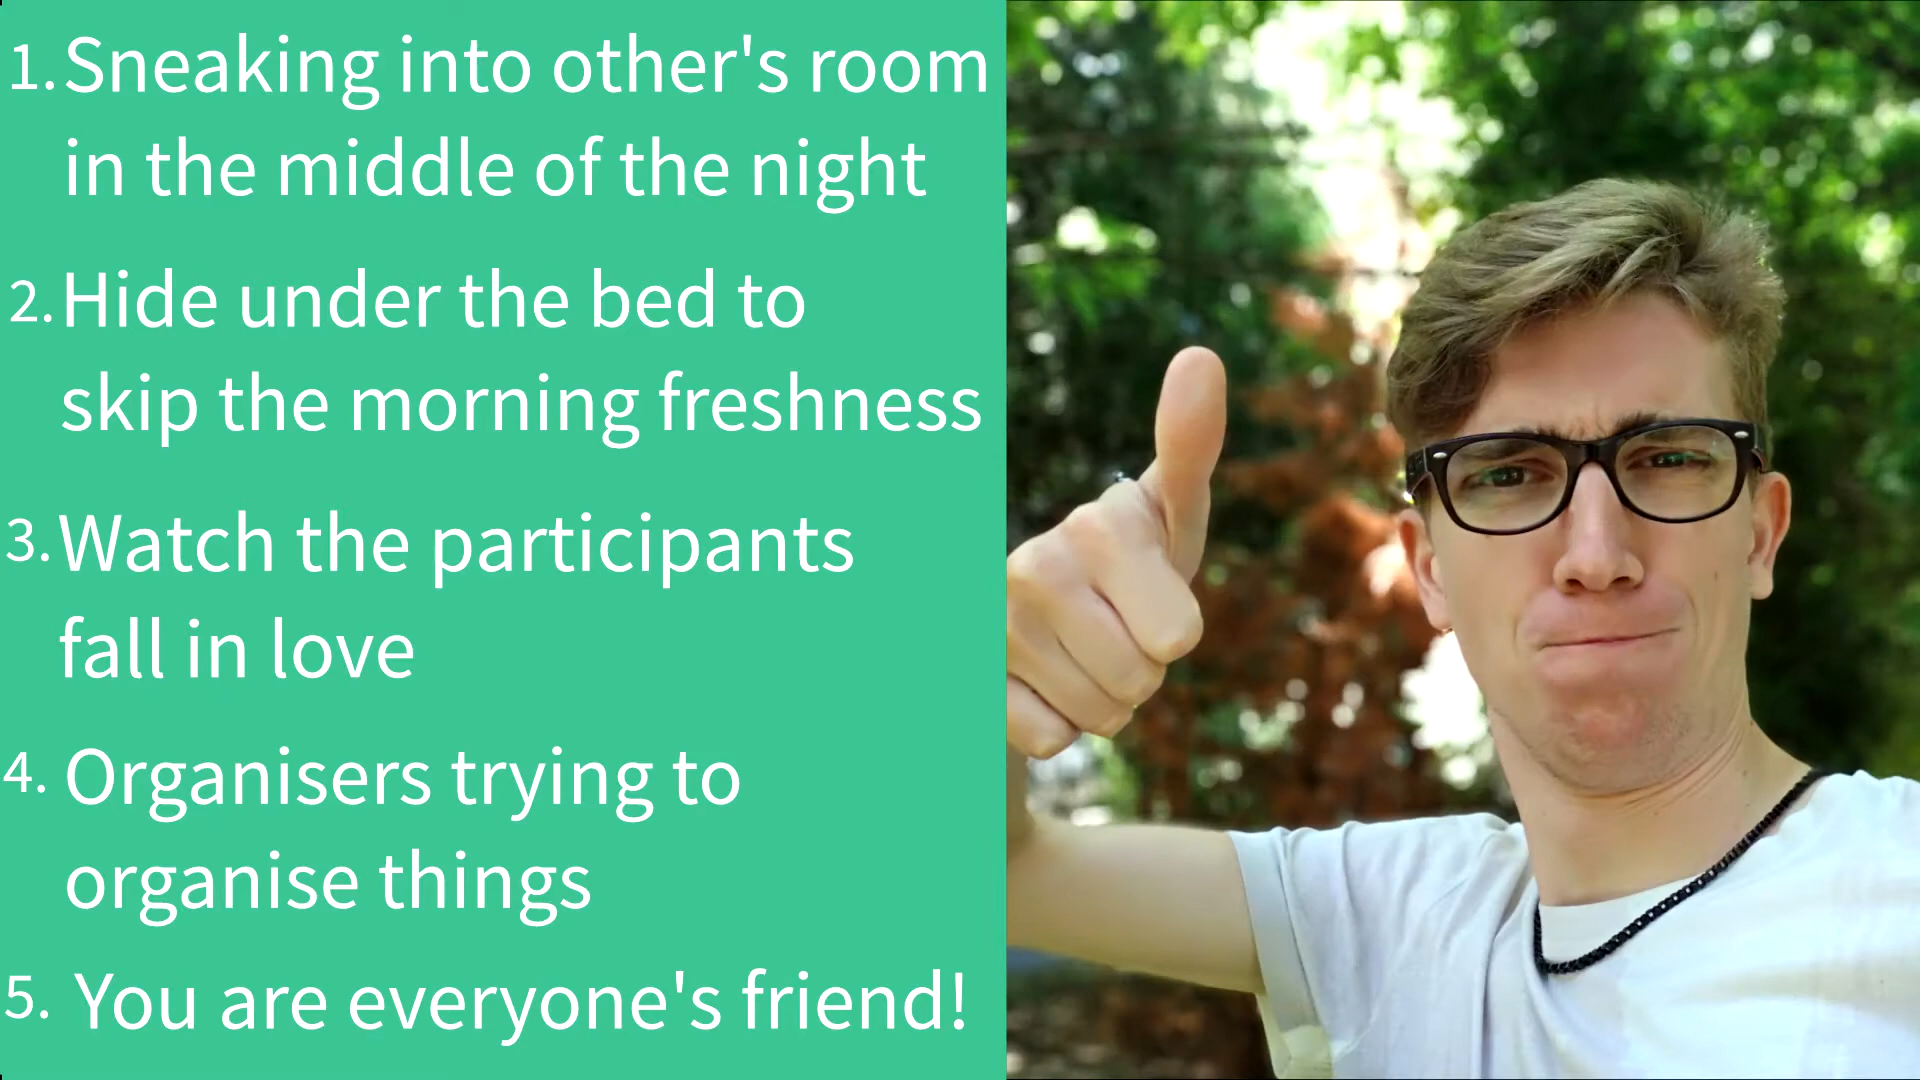 1. Sneaking into other's room
in the middle of the night
2. Hide under the bed to
skip the morning freshness
3. Watch the participants
fall in love
4. Organisers trying to
organise things
5. You are everyone's friend!